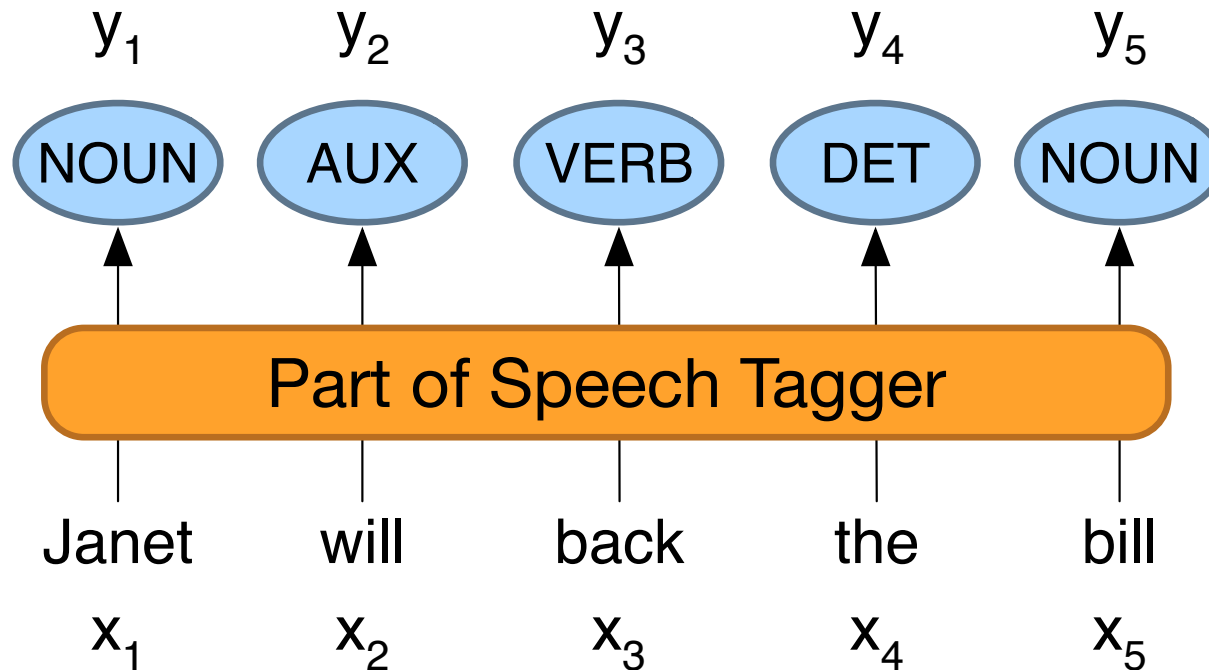 y₁ y₂ y₃ y₄ y₅
NOUN AUX VERB DET NOUN
Part of Speech Tagger
Janet will back the bill
x₁ x₂ x₃ x₄ x₅